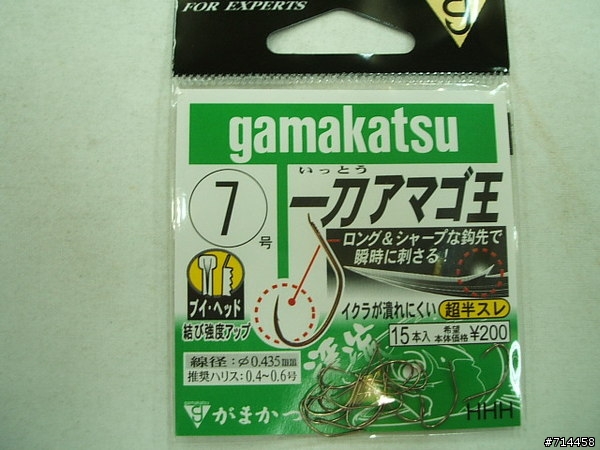 FOR EXPERTS
gamakatsu
7号
いっとう
一刀アマゴ王
ロング＆シャープな鈎先で
瞬時に刺さる！
ブイ・ヘッド
結び強度アップ
イクラが潰れにくい 超半スレ
15本入 希望本体価格 ¥200
線径：φ0.435㎜
推奨ハリス：0.4～0.6号
渓流
がまかつ
HHH
#714458